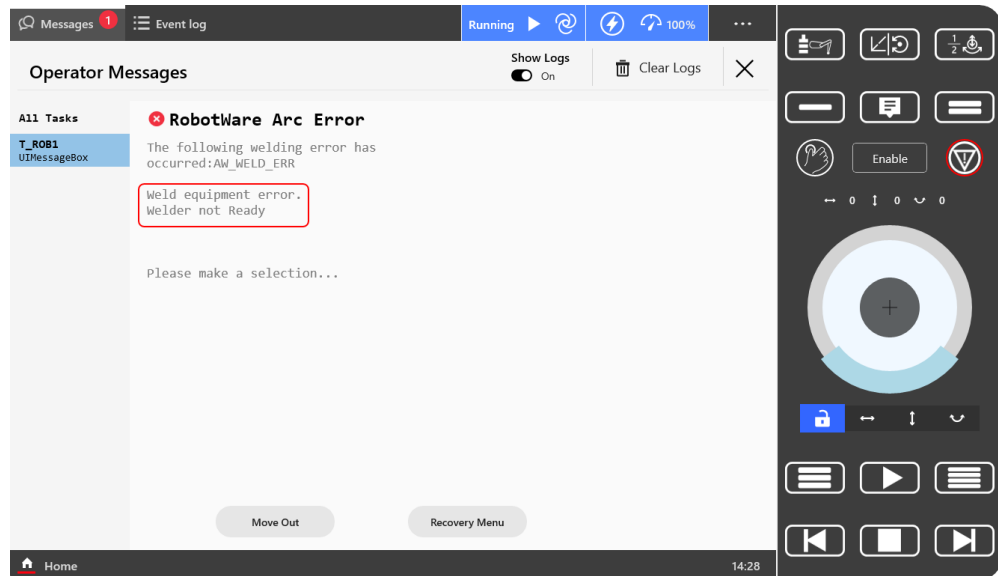 Messages 1 Event log
Running 100% ...
Operator Messages
Show Logs
On
Clear Logs
All Tasks
T_ROB1
UIMessageBox
RobotWare Arc Error
The following welding error has
occurred:AW_WELD_ERR
Weld equipment error.
Welder not Ready
Please make a selection...
Move Out Recovery Menu
Home 14:28
1/2
Enable
0 0 0